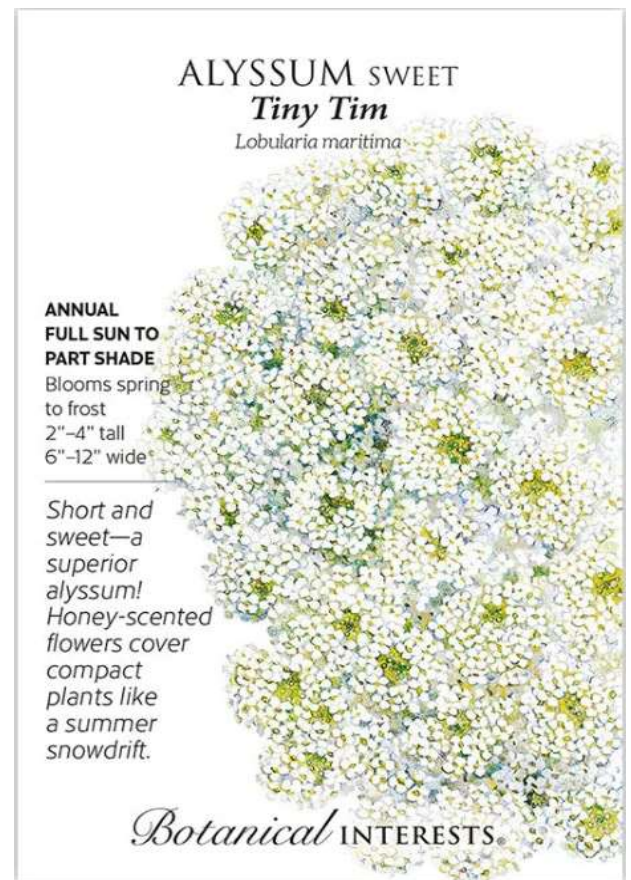 ALYSSUM SWEET
Tiny Tim
Lobularia maritima
ANNUAL
FULL SUN TO
PART SHADE
Blooms spring
to frost
2"–4" tall
6"–12" wide
Short and
sweet—a
superior
alyssum!
Honey-scented
flowers cover
compact
plants like
a summer
snowdrift.
Botanical INTERESTS®